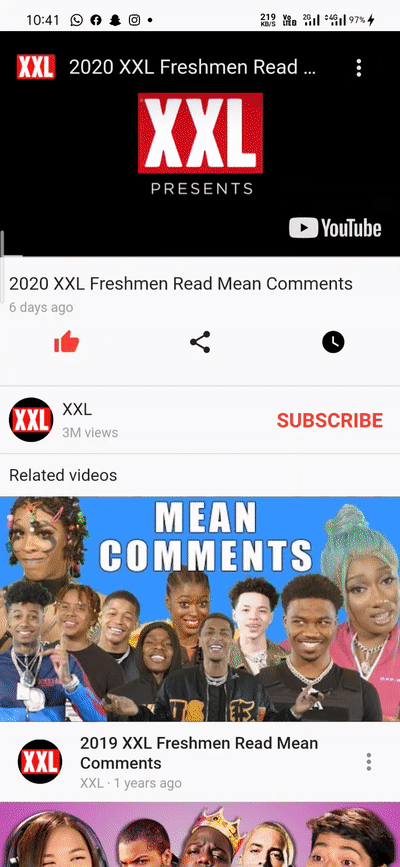 10:41
219 KB/S Vo LTED 2G 4G 97%
XXL 2020 XXL Freshmen Read ...
XXL
PRESENTS
YouTube
2020 XXL Freshmen Read Mean Comments
6 days ago
XXL XXL
3M views
SUBSCRIBE
Related videos
MEAN
COMMENTS
XXL 2019 XXL Freshmen Read Mean
Comments
XXL · 1 years ago